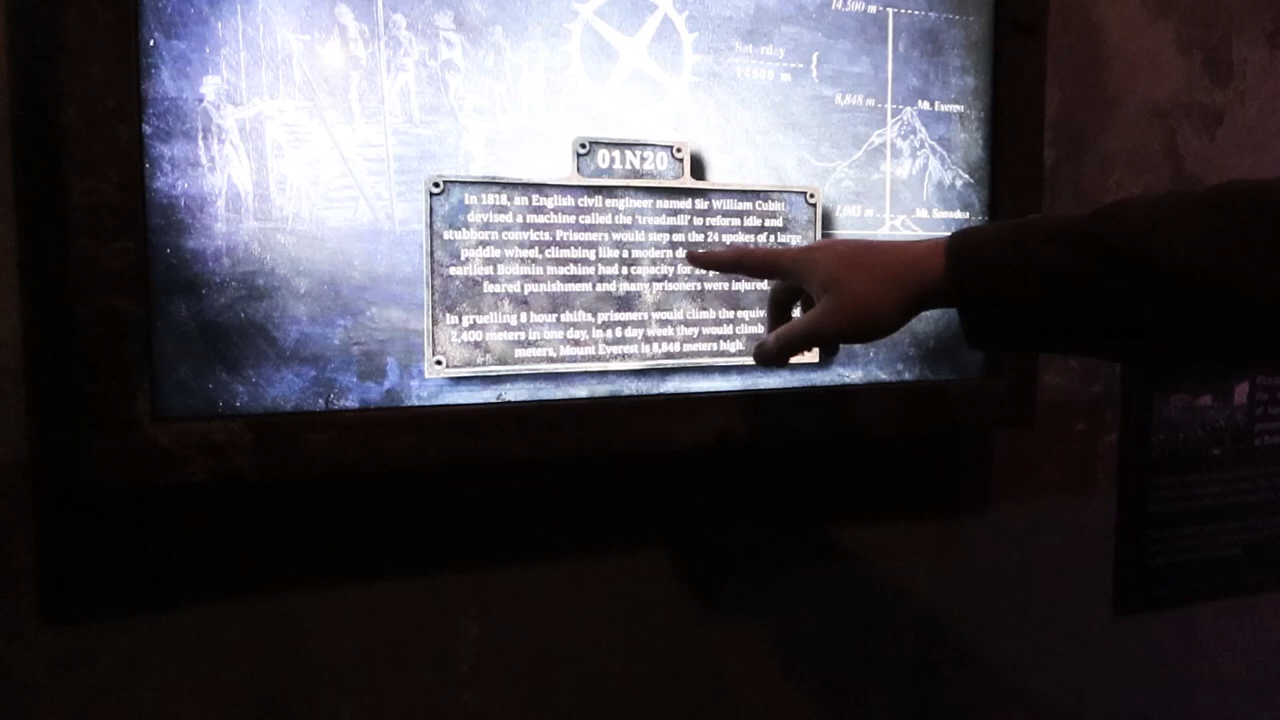 14,500 m
Saturday
14500 m
8,848 m
Mt. Everest
1,085 m
Mt. Snowdon
01N20
In 1818, an English civil engineer named Sir William Cubitt
devised a machine called the 'treadmill' to reform idle and
stubborn convicts. Prisoners would step on the 24 spokes of a large
paddle wheel, climbing like a modern
earliest Bodmin machine had a capacity for
feared punishment and many prisoners were injured.
In gruelling 8 hour shifts, prisoners would climb the of
2,400 meters in one day, in a 6 day week they would climb
meters, Mount Everest is 8,848 meters high.